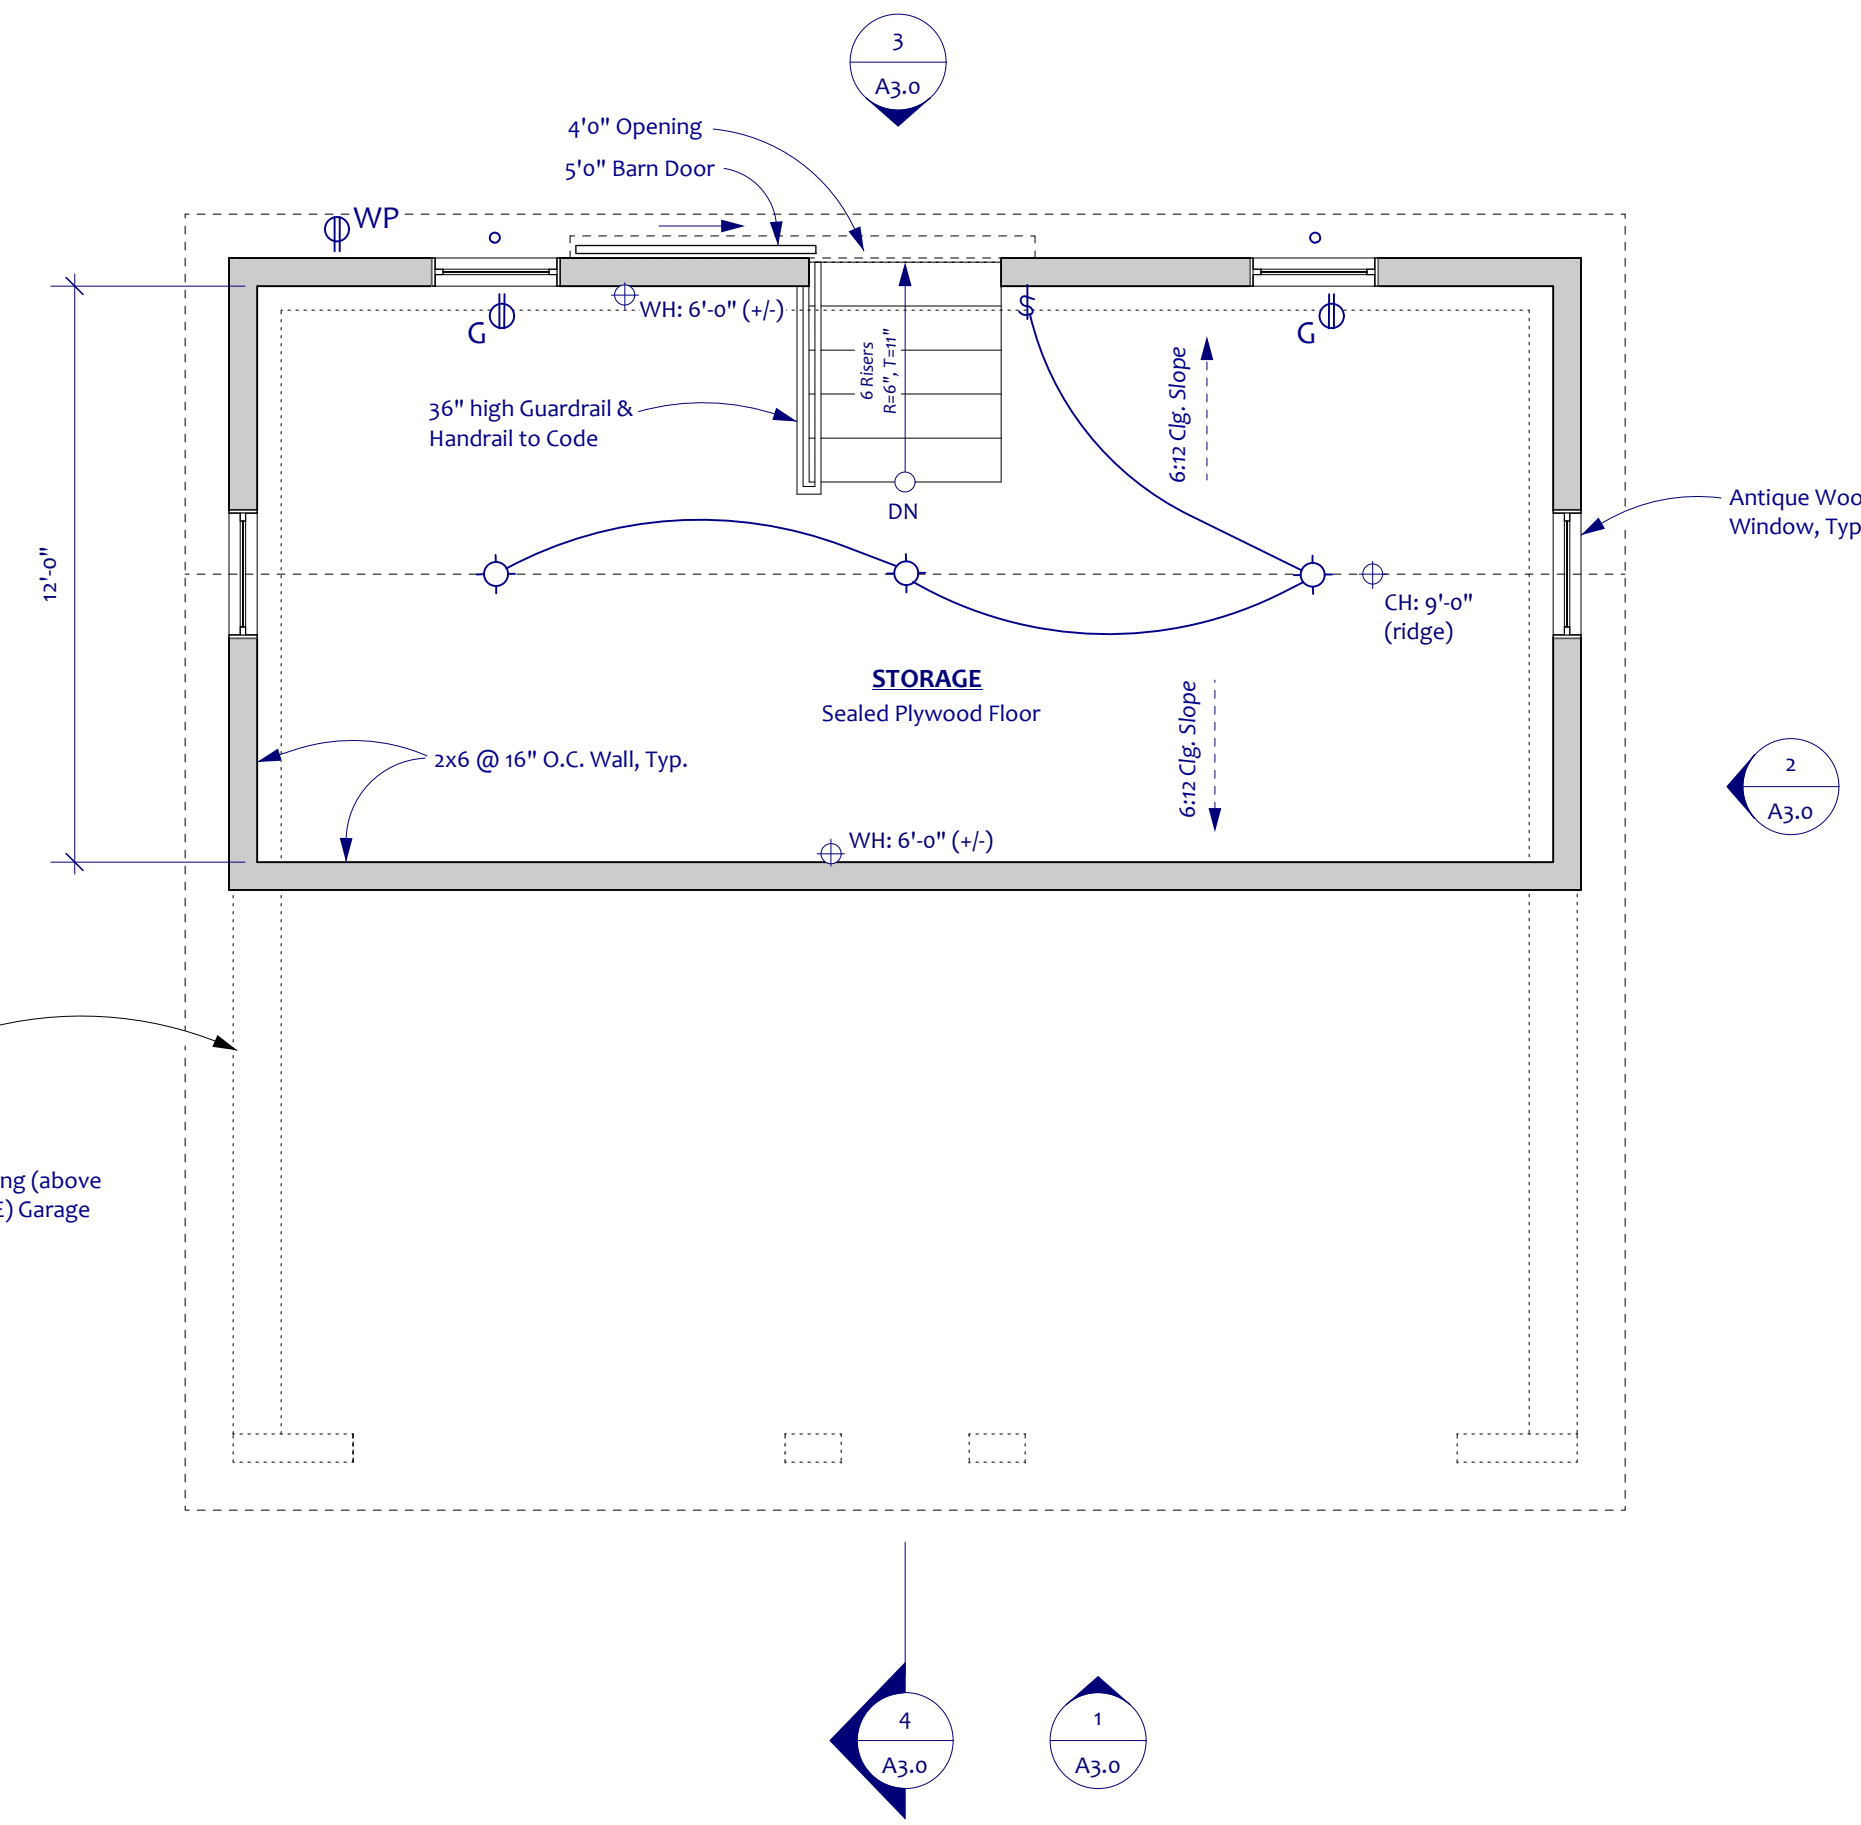 3
A3.0
4'0" Opening
5'0" Barn Door
WP
WH: 6'-0" (+/-)
G
G
6 Risers
R=6", T=11"
6:12 Clg. Slope
36" high Guardrail &
Handrail to Code
DN
$
12'-0"
Antique Woo
Window, Typ
CH: 9'-0"
(ridge)
STORAGE
Sealed Plywood Floor
6:12 Clg. Slope
2x6 @ 16" O.C. Wall, Typ.
2
A3.0
WH: 6'-0" (+/-)
ng (above
E) Garage
4
A3.0
1
A3.0